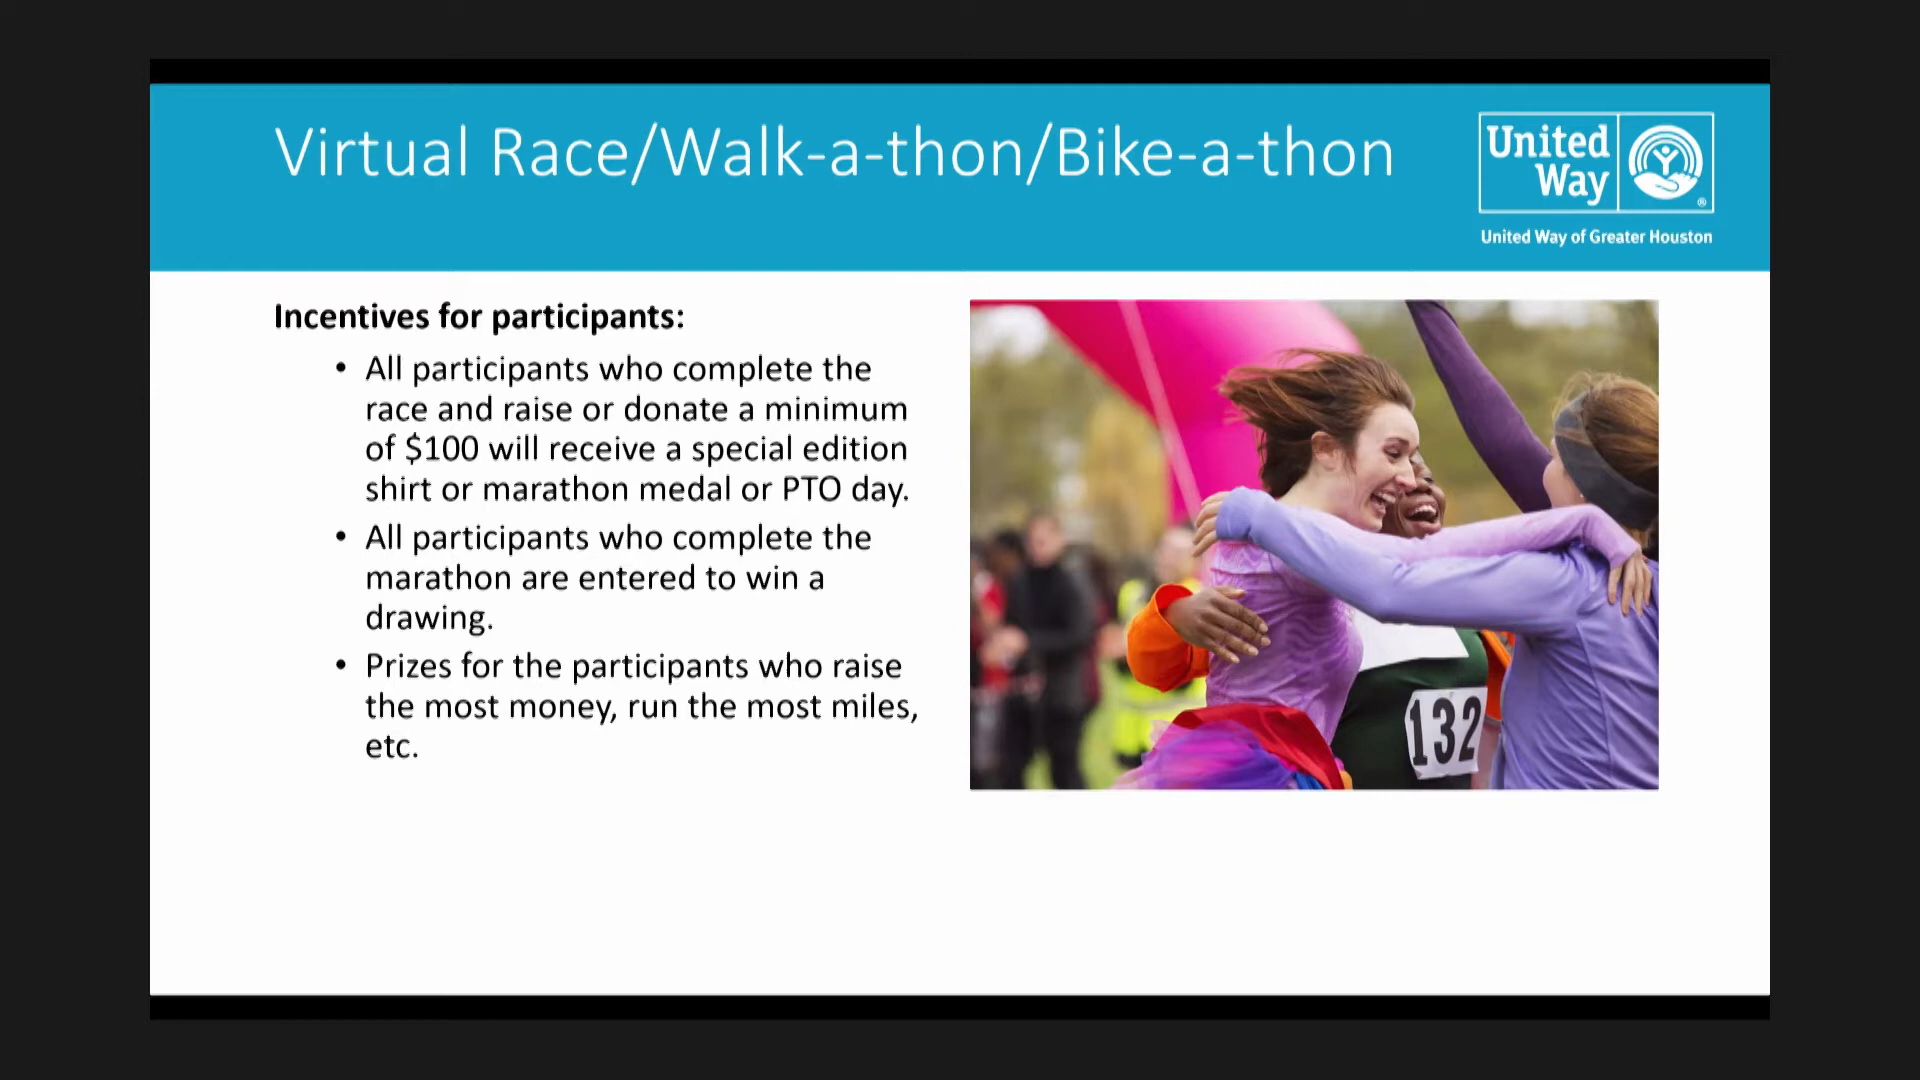 Virtual Race/Walk-a-thon/Bike-a-thon
United
Way
®
United Way of Greater Houston
Incentives for participants:
• All participants who complete the
race and raise or donate a minimum
of $100 will receive a special edition
shirt or marathon medal or PTO day.
• All participants who complete the
marathon are entered to win a
drawing.
• Prizes for the participants who raise
the most money, run the most miles,
etc.
132